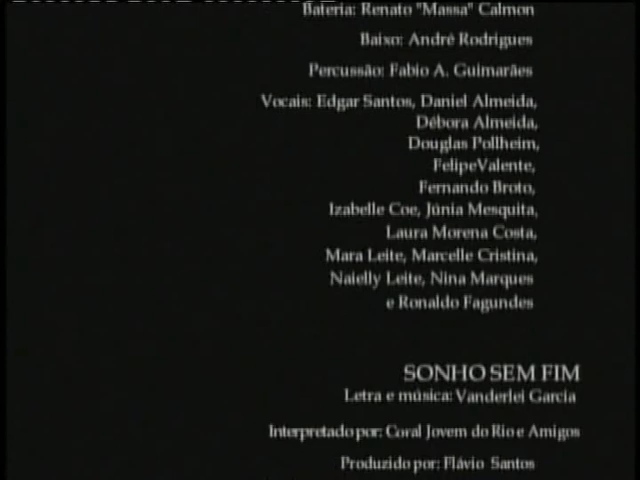 Bateria: Renato "Massa" Calmon
Baixo: André Rodrigues
Percussão: Fabio A. Guimarães
Vocais: Edgar Santos, Daniel Almeida,
Débora Almeida,
Douglas Pollheim,
FelipeValente,
Fernando Broto,
Izabelle Coe, Júnia Mesquita,
Laura Morena Costa,
Mara Leite, Marcelle Cristina,
Naielly Leite, Nina Marques
e Ronaldo Fagundes
SONHO SEM FIM
Letra e música: Vanderlei Garcia
Interpretado por: Coral Jovem do Rio e Amigos
Produzido por: Flávio Santos